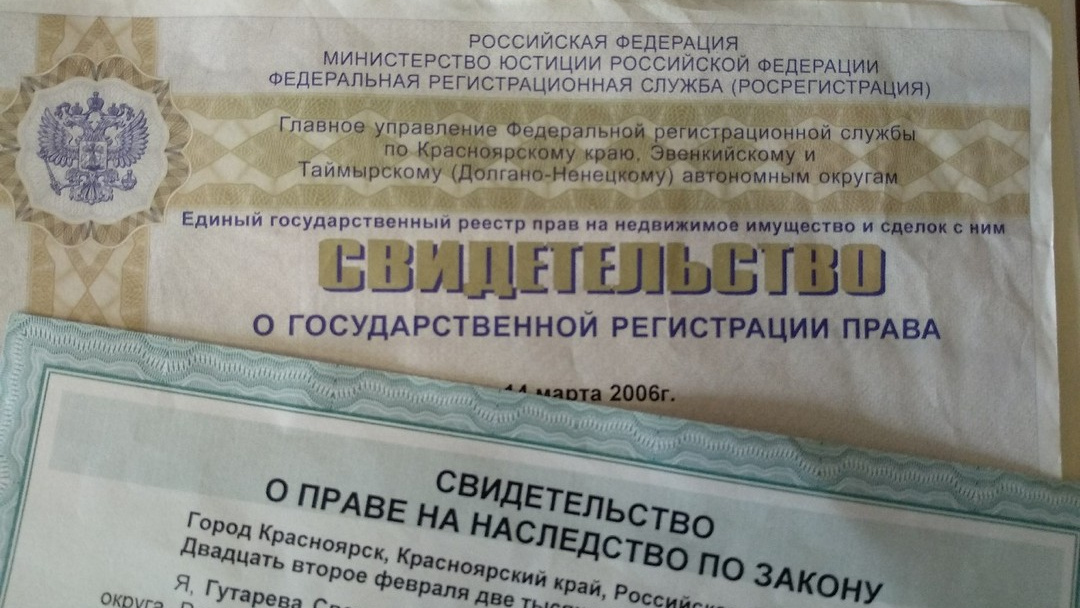 РОССИЙСКАЯ ФЕДЕРАЦИЯ
МИНИСТЕРСТВО ЮСТИЦИИ РОССИЙСКОЙ ФЕДЕРАЦИИ
ФЕДЕРАЛЬНАЯ РЕГИСТРАЦИОННАЯ СЛУЖБА (РОСРЕГИСТРАЦИЯ)
Главное управление Федеральной регистрационной службы
по Красноярскому краю, Эвенкийскому и
Таймырскому (Долгано-Ненецкому) автономным округам
Единый государственный реестр прав на недвижимое имущество и сделок с ним
СВИДЕТЕЛЬСТВО
О ГОСУДАРСТВЕННОЙ РЕГИСТРАЦИИ ПРАВА
14 марта 2006г.
СВИДЕТЕЛЬСТВО
О ПРАВЕ НА НАСЛЕДСТВО ПО ЗАКОНУ
Город Красноярск, Красноярский край,
Двадцать второе февраля две
Я, Гутарева
округа